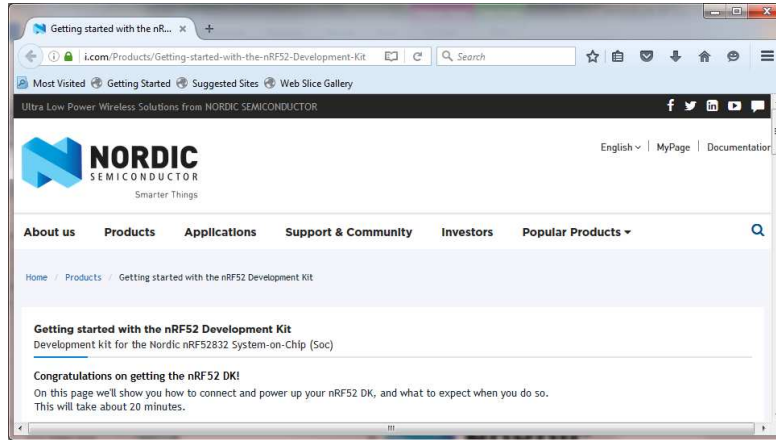 Getting started with the nR...
i.com/Products/Getting-started-with-the-nRF52-Development-Kit
Search
Most Visited Getting Started Suggested Sites Web Slice Gallery
Ultra Low Power Wireless Solutions from NORDIC SEMICONDUCTOR
English MyPage Documentation
NORDIC
SEMICONDUCTOR
Smarter Things
About us Products Applications Support & Community Investors Popular Products
Home / Products / Getting started with the nRF52 Development Kit
Getting started with the nRF52 Development Kit
Development kit for the Nordic nRF52832 System-on-Chip (Soc)
Congratulations on getting the nRF52 DK!
On this page we'll show you how to connect and power up your nRF52 DK, and what to expect when you do so.
This will take about 20 minutes.